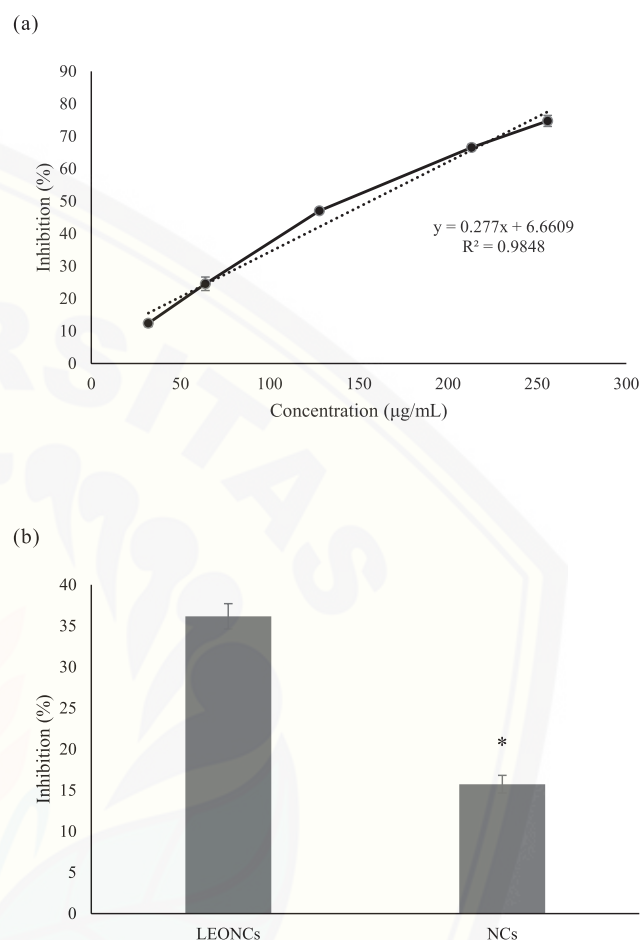 (a)
90
80
70
60
50
40
30
20
10
0
Inhibition (%)
y = 0.277x + 6.6609
R² = 0.9848
0 50 100 150 200 250 300
Concentration (μg/mL)
RSITAS
(b)
40
35
30
25
20
15
10
5
0
Inhibition (%)
*
LEONCs NCs